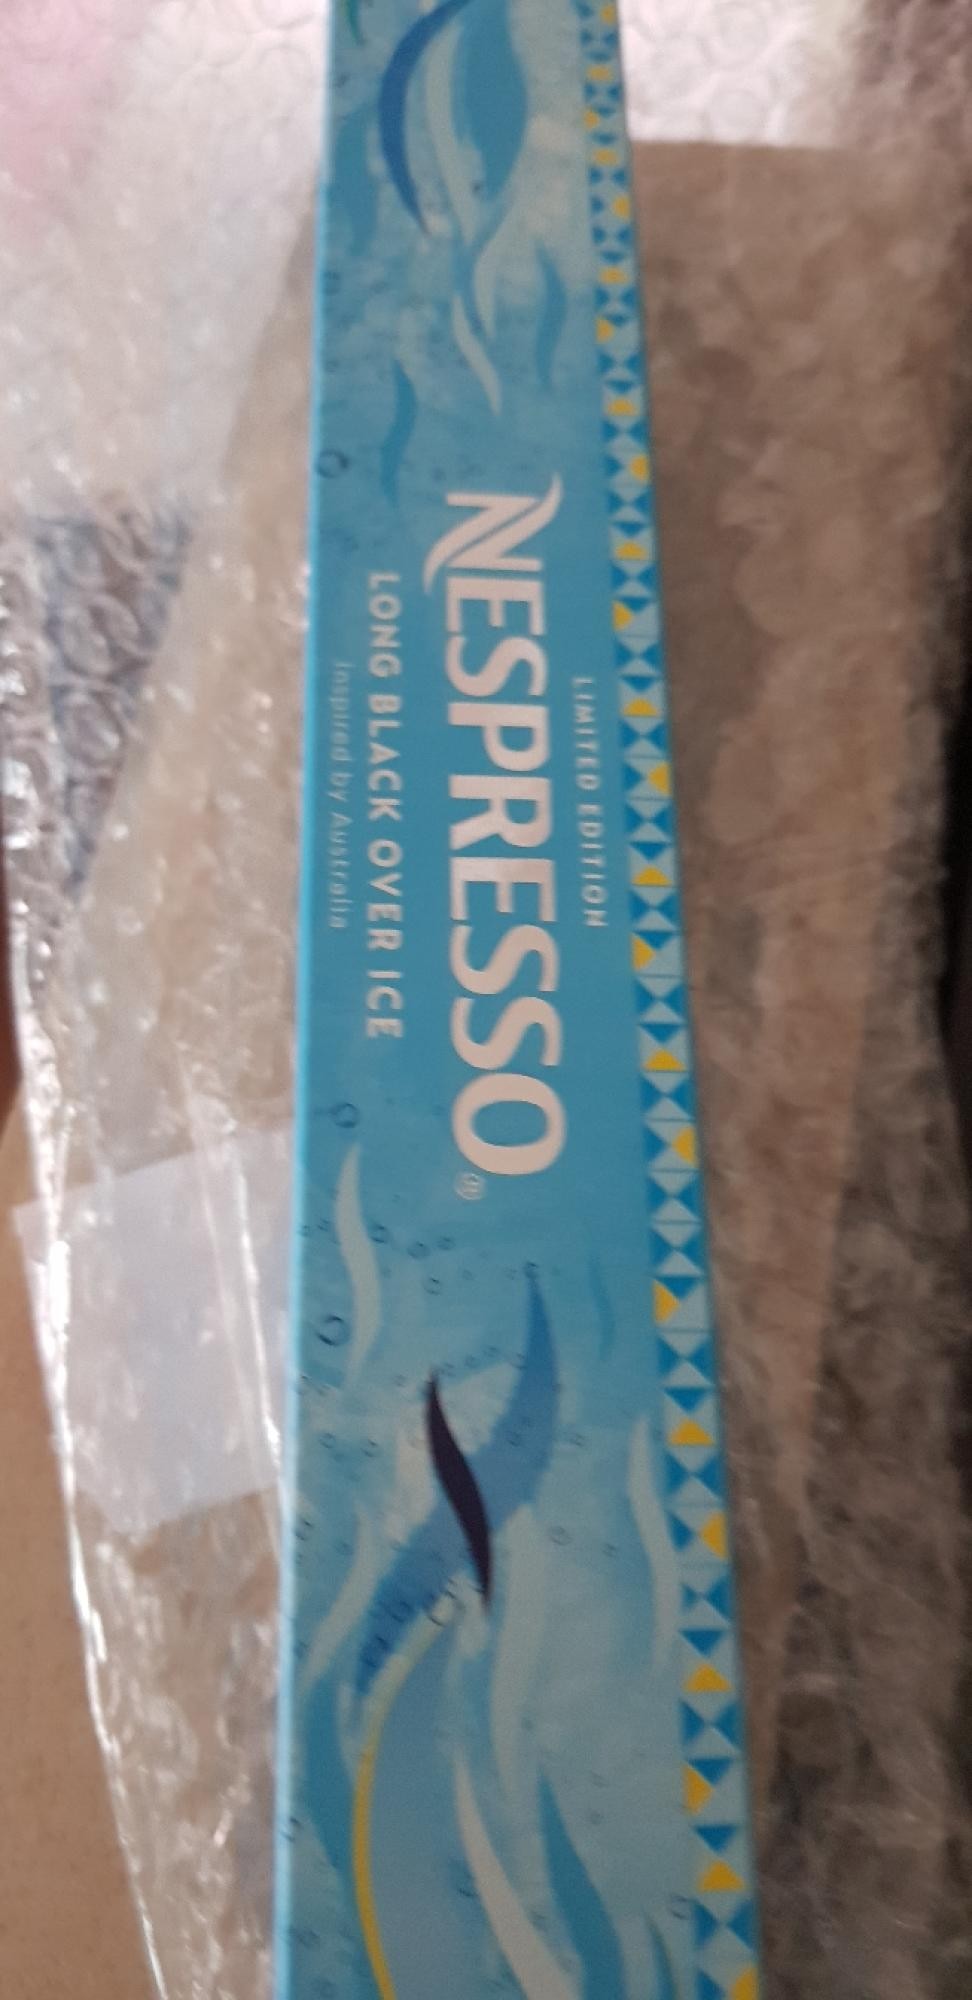 LIMITED EDITION
NESPRESSO®
LONG BLACK OVER ICE
Inspired by Australia